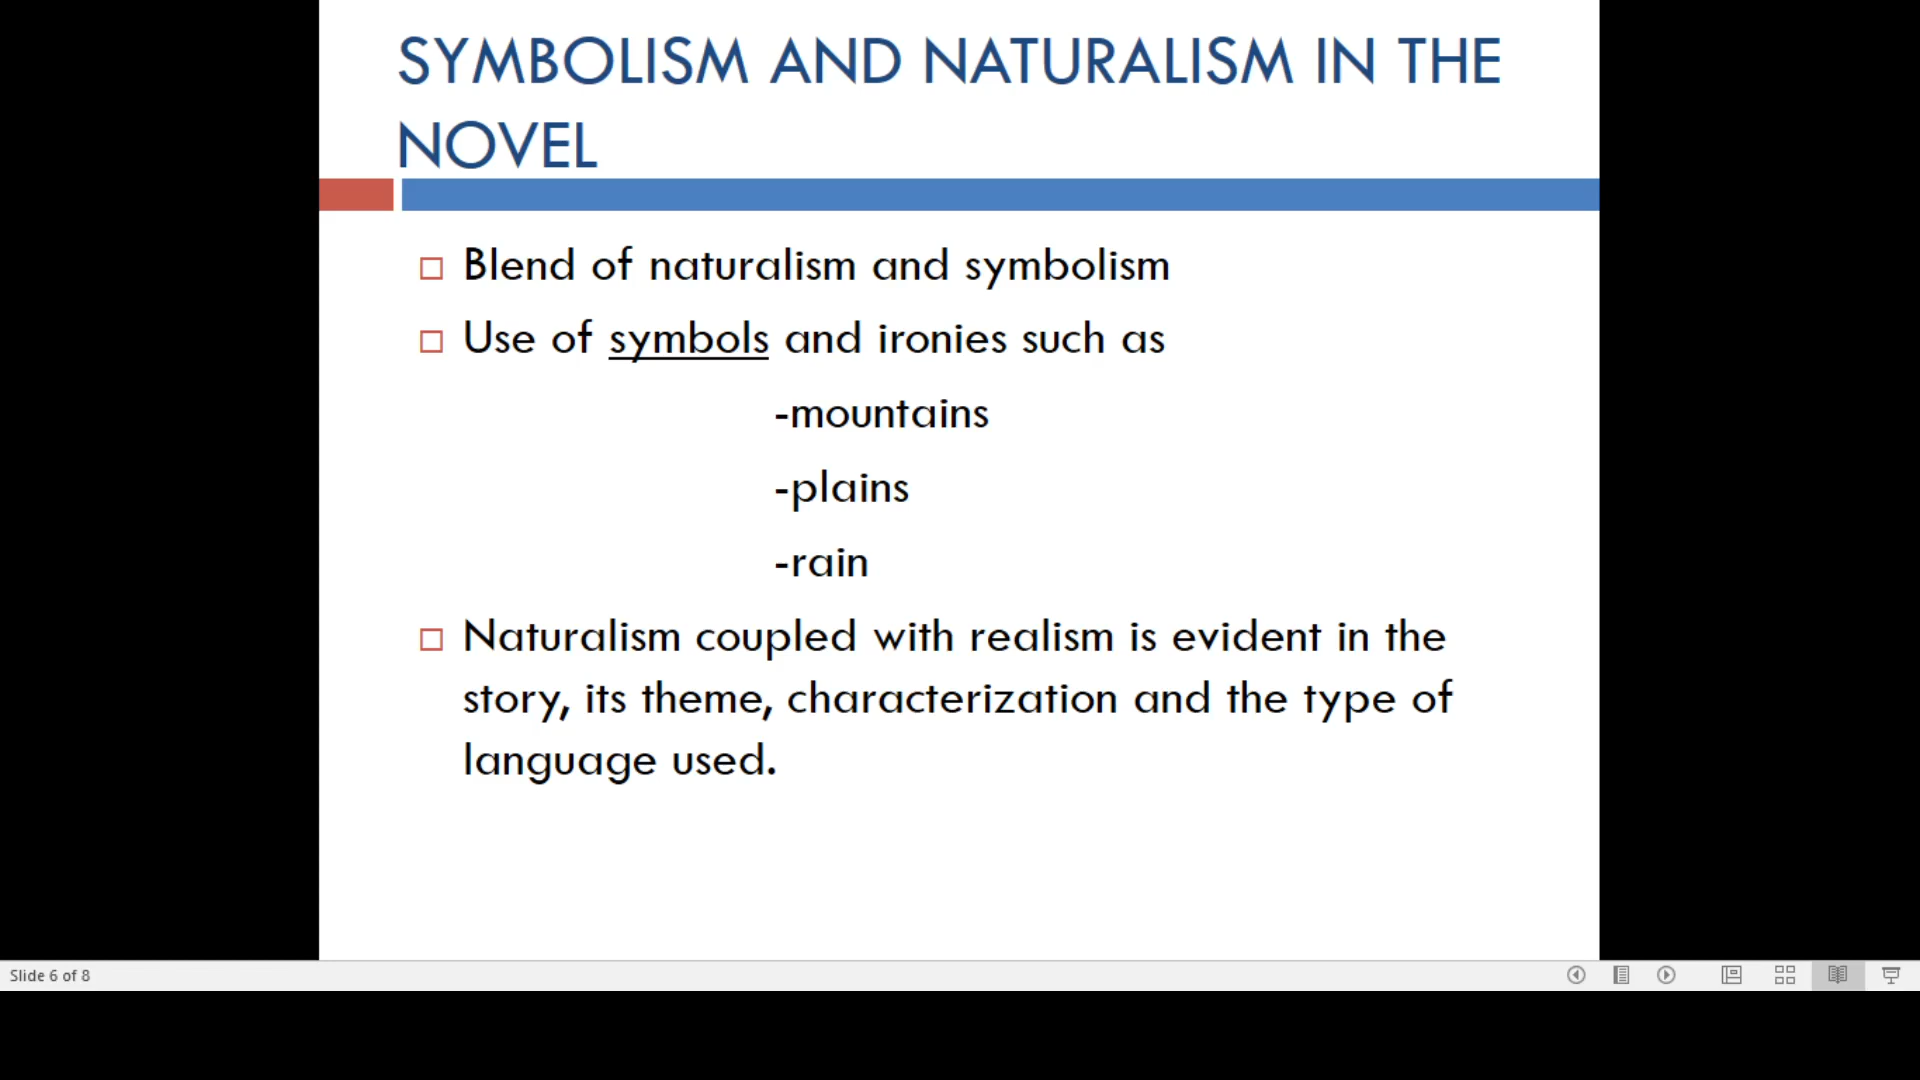 SYMBOLISM AND NATURALISM IN THE
NOVEL
Blend of naturalism and symbolism
Use of symbols and ironies such as
-mountains
-plains
-rain
Naturalism coupled with realism is evident in the
story, its theme, characterization and the type of
language used.
Slide 6 of 8